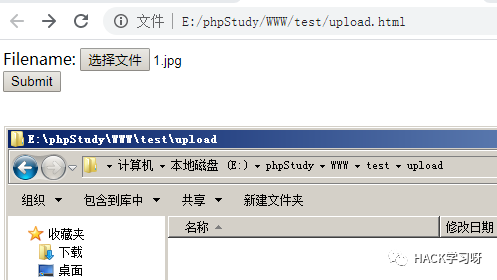 文件 | E:/phpStudy/WWW/test/upload.html
Filename: 选择文件 1.jpg
Submit
E:\phpStudy\WWW\test\upload
计算机 本地磁盘 (E:) phpStudy WWW test upload
组织 包含到库中 共享 新建文件夹
收藏夹 名称 修改日期
下载
桌面
HACK学习呀